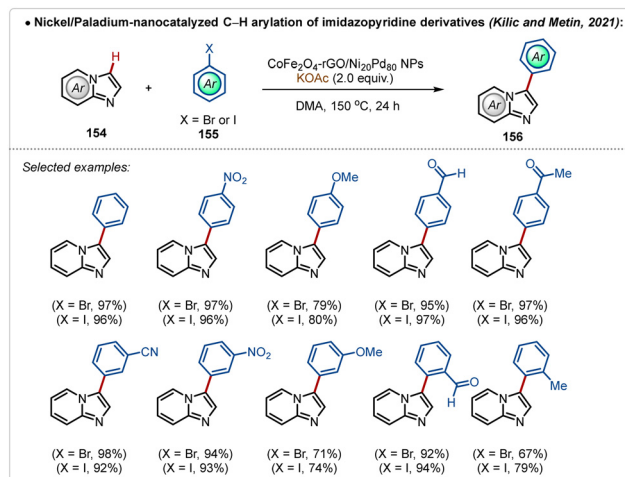 • Nickel/Paladium-nanocatalyzed C–H arylation of imidazopyridine derivatives (Kilic and Metin, 2021):
H
Ar
N
N
154
+
X
Ar
X = Br or I
155
CoFe₂O₄-rGO/Ni₂₀Pd₈₀ NPs
KOAc (2.0 equiv.)
DMA, 150 °C, 24 h
Ar
Ar
N
N
156
Selected examples:
N
N
(X = Br, 97%)
(X = I, 96%)
NO₂
N
N
(X = Br, 97%)
(X = I, 96%)
OMe
N
N
(X = Br, 79%)
(X = I, 80%)
O
H
N
N
(X = Br, 95%)
(X = I, 97%)
O
Me
N
N
(X = Br, 97%)
(X = I, 96%)
CN
N
N
(X = Br, 98%)
(X = I, 92%)
NO₂
N
N
(X = Br, 94%)
(X = I, 93%)
OMe
N
N
(X = Br, 71%)
(X = I, 74%)
O
H
N
N
(X = Br, 92%)
(X = I, 94%)
Me
N
N
(X = Br, 67%)
(X = I, 79%)